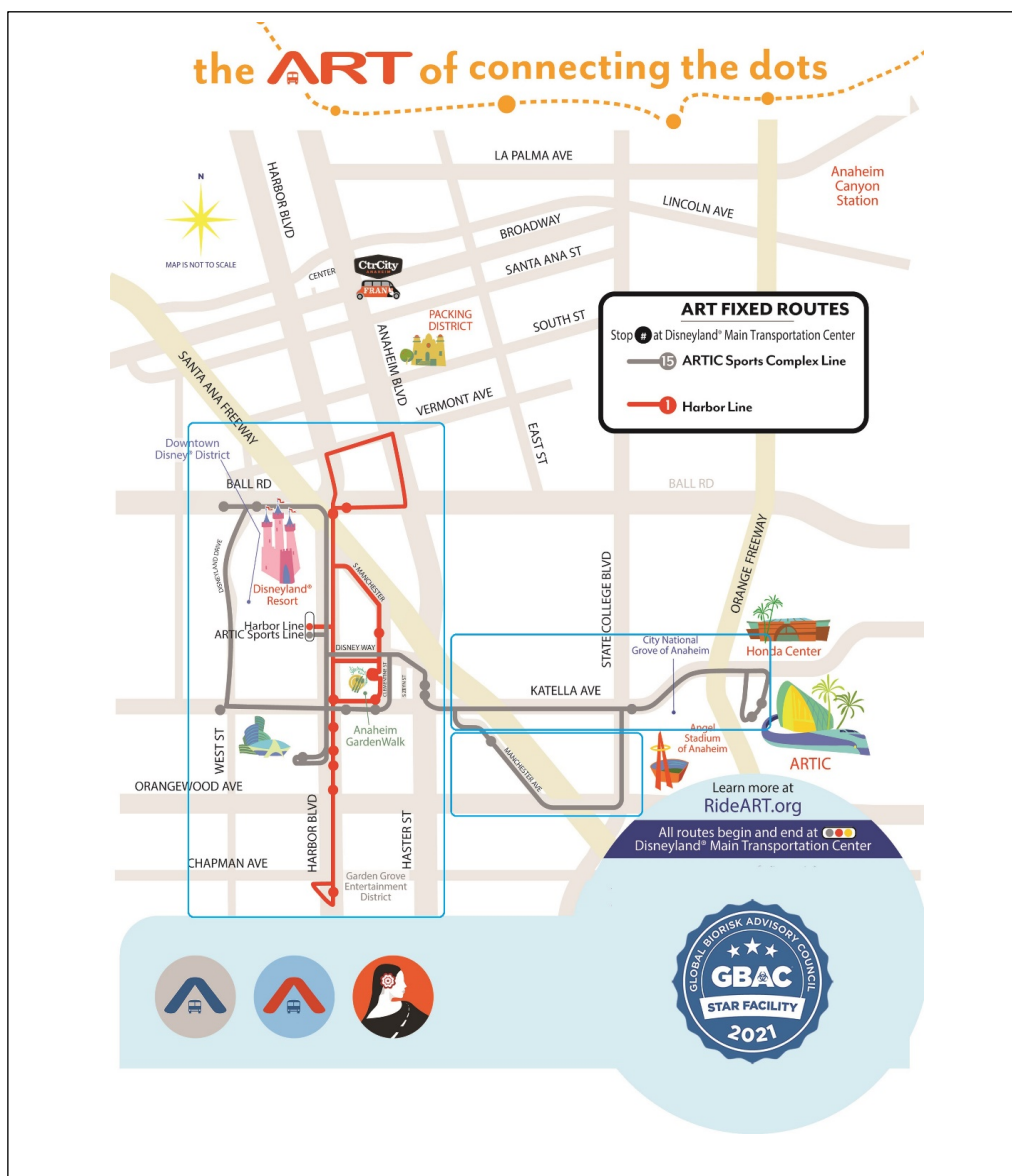 the ART of connecting the dots
LA PALMA AVE
HARBOR BLVD
Anaheim
Canyon
Station
N
LINCOLN AVE
BROADWAY
MAP IS NOT TO SCALE
CENTER
CtrCity
ANAHEIM
FRAN
SANTA ANA ST
PACKING
DISTRICT
SOUTH ST
ANAHEIM BLVD
SANTA ANA FREEWAY
VERMONT AVE
EAST ST
ART FIXED ROUTES
Stop # at Disneyland® Main Transportation Center
15 ARTIC Sports Complex Line
1 Harbor Line
Downtown
Disney® District
BALL RD
BALL RD
DISNEYLAND DRIVE
Disneyland®
Resort
S MANCHESTER
Harbor Line
ARTIC Sports Line
DISNEY WAY
CLEMENTINE ST
S ZEYN ST
Anaheim
GardenWalk
STATE COLLEGE BLVD
ORANGE FREEWAY
City National
Grove of Anaheim
Honda Center
KATELLA AVE
WEST ST
MANCHESTER AVE
Angel
Stadium
of Anaheim
ARTIC
ORANGEWOOD AVE
HARBOR BLVD
HASTER ST
CHAPMAN AVE
Garden Grove
Entertainment
District
Learn more at
RideART.org
All routes begin and end at
Disneyland® Main Transportation Center
GLOBAL BIORISK ADVISORY COUNCIL
GBAC
STAR FACILITY
2021